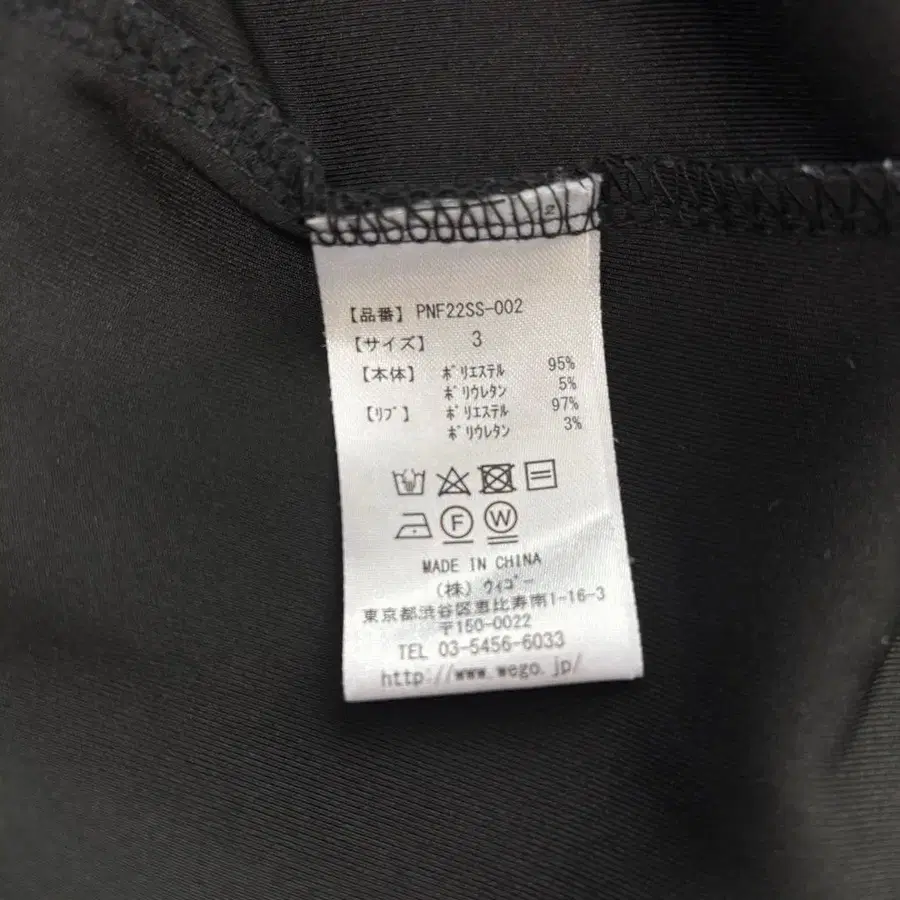 2
【品番】 PNF22SS-002
【サイズ】 3
【本体】 ﾎﾟﾘｴｽﾃﾙ 95%
ﾎﾟﾘｳﾚﾀﾝ 5%
【ﾘﾌﾞ】 ﾎﾟﾘｴｽﾃﾙ 97%
ﾎﾟﾘｳﾚﾀﾝ 3%
F W
MADE IN CHINA
(株) ｳｨｺﾞｰ
東京都渋谷区恵比寿南1-16-3
〒150-0022
TEL 03-5456-6033
http://www.wego.jp/